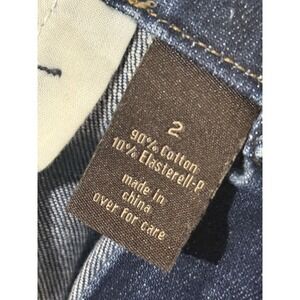 2
90% Cotton
10% Elasterell-P
made in
china
over for care